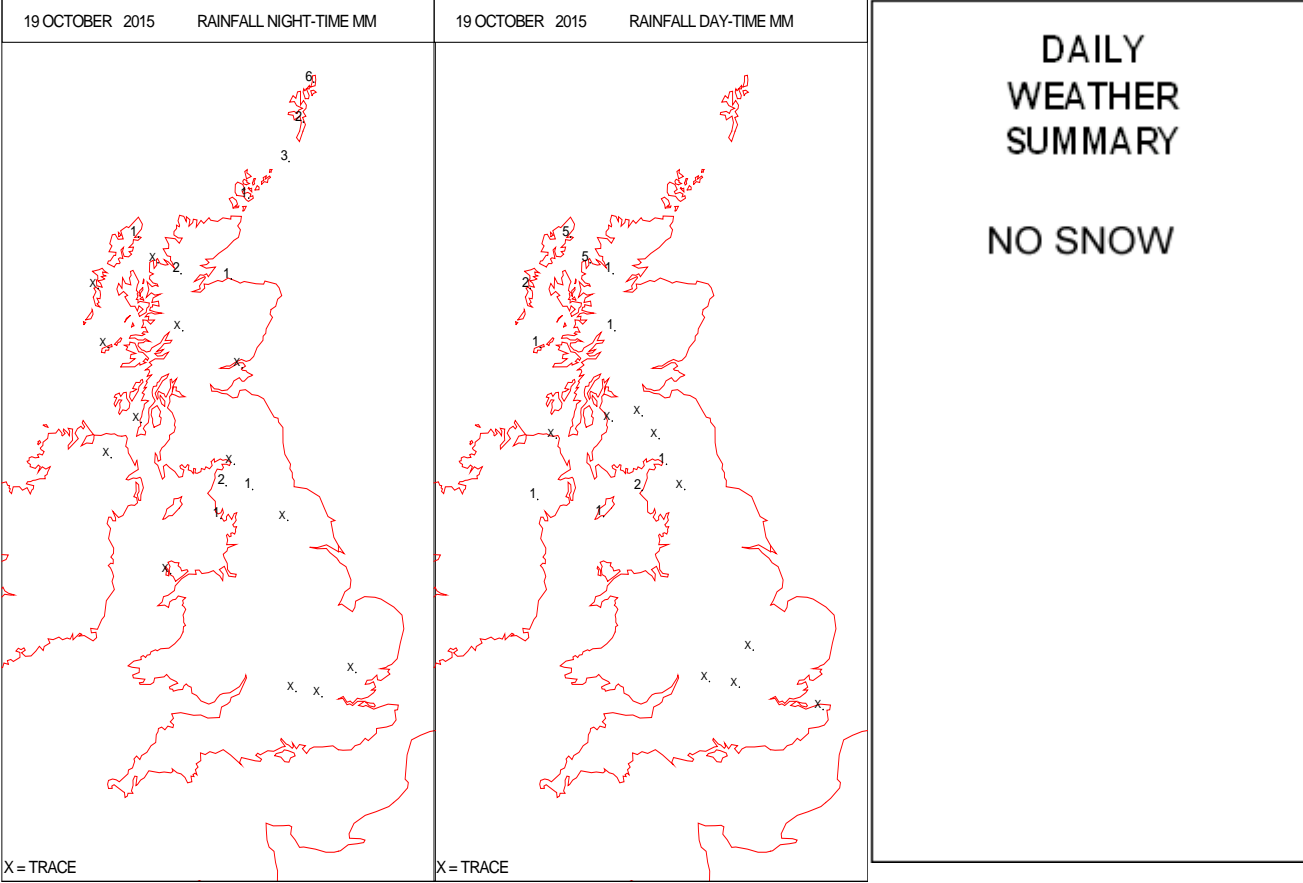 19 OCTOBER 2015 RAINFALL NIGHT-TIME MM
6
2
3
1
1
X
2
1
X
X
X
X
X
X
X
2
1
1
X
X
X
X
X
X = TRACE
19 OCTOBER 2015 RAINFALL DAY-TIME MM
5
5
1
2
1
1
X
X
X
X
1
2
X
X
1
X
X
X
X
X = TRACE
DAILY
WEATHER
SUMMARY
NO SNOW